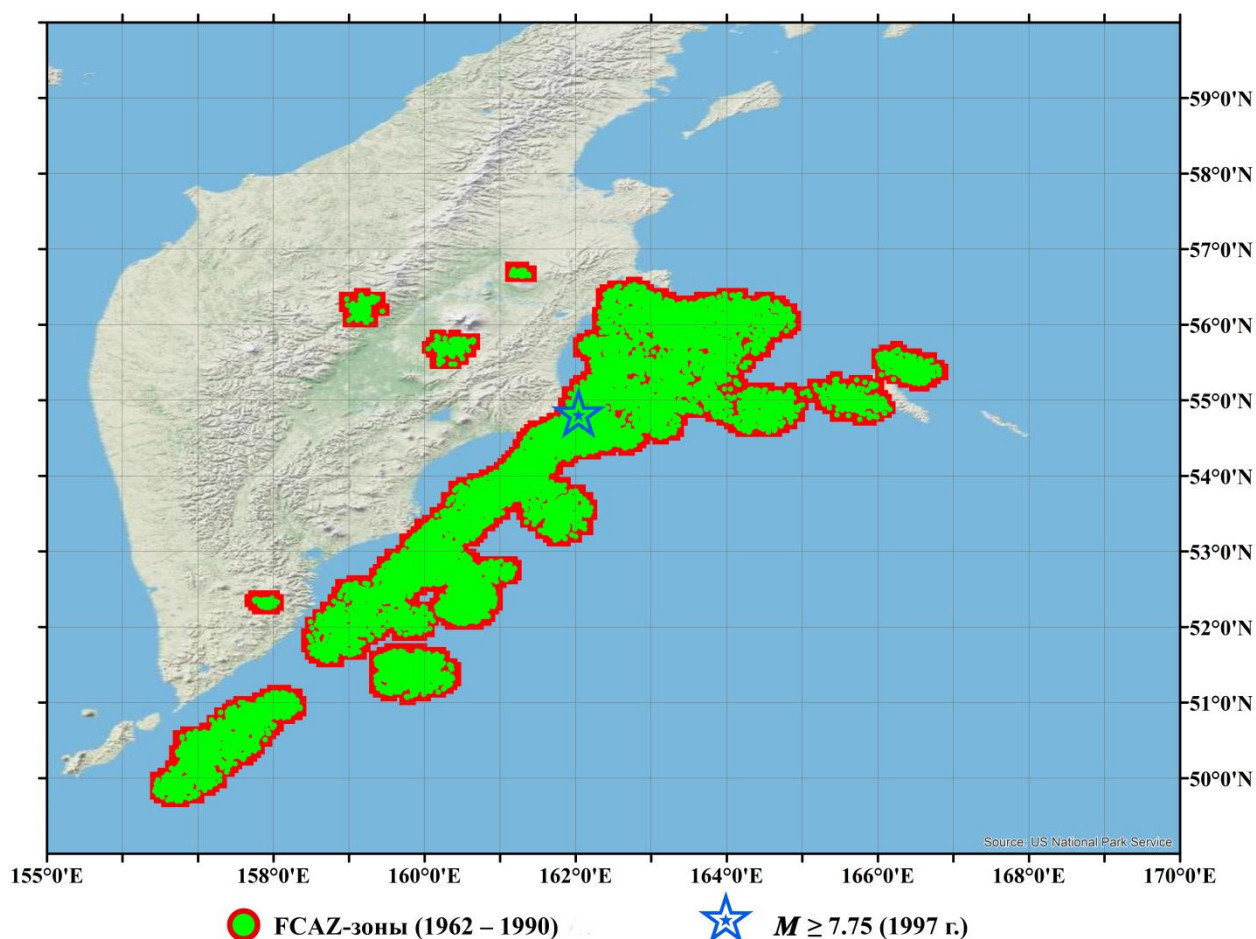 59°0'N
58°0'N
57°0'N
56°0'N
55°0'N
54°0'N
53°0'N
52°0'N
51°0'N
50°0'N
Source: US National Park Service
155°0'E 158°0'E 160°0'E 162°0'E 164°0'E 166°0'E 168°0'E 170°0'E
FCAZ-зоны (1962 – 1990) M ≥ 7.75 (1997 г.)